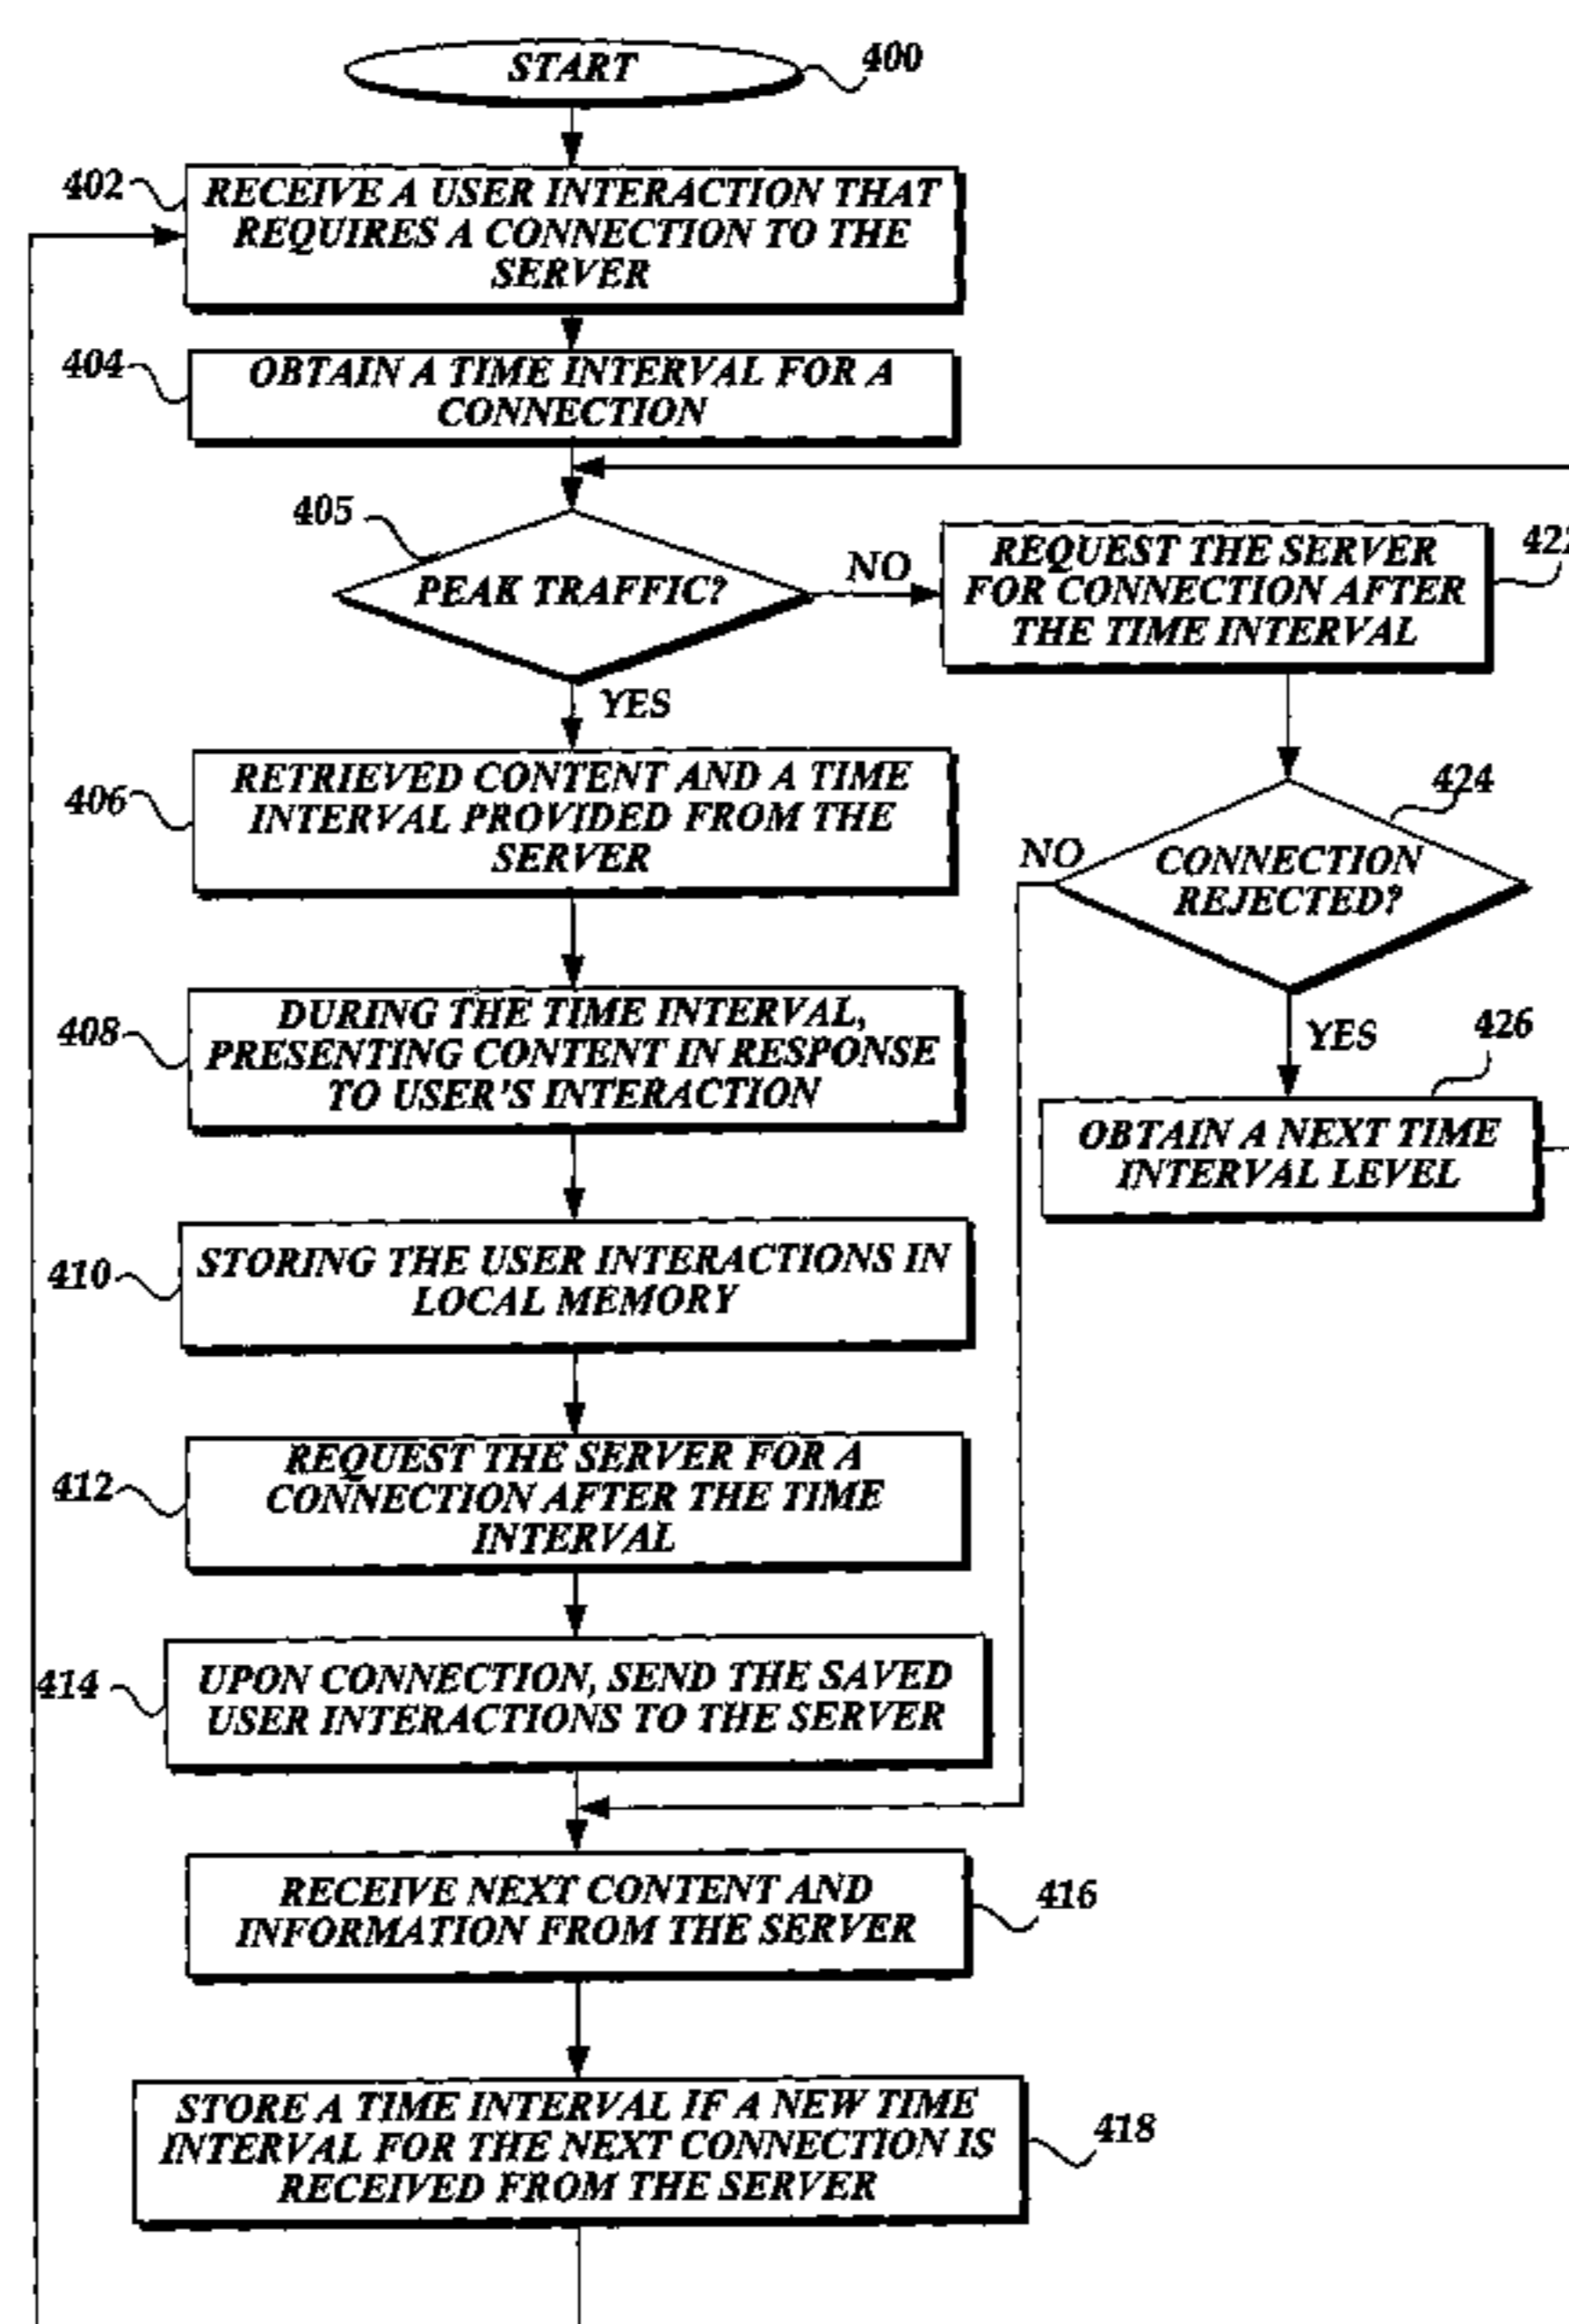 START
400
402
RECEIVE A USER INTERACTION THAT
REQUIRES A CONNECTION TO THE
SERVER
404
OBTAIN A TIME INTERVAL FOR A
CONNECTION
405
PEAK TRAFFIC?
NO
REQUEST THE SERVER
FOR CONNECTION AFTER
THE TIME INTERVAL
422
YES
406
RETRIEVED CONTENT AND A TIME
INTERVAL PROVIDED FROM THE
SERVER
424
NO
CONNECTION
REJECTED?
408
DURING THE TIME INTERVAL,
PRESENTING CONTENT IN RESPONSE
TO USER'S INTERACTION
YES
426
OBTAIN A NEXT TIME
INTERVAL LEVEL
410
STORING THE USER INTERACTIONS IN
LOCAL MEMORY
412
REQUEST THE SERVER FOR A
CONNECTION AFTER THE TIME
INTERVAL
414
UPON CONNECTION, SEND THE SAVED
USER INTERACTIONS TO THE SERVER
RECEIVE NEXT CONTENT AND
INFORMATION FROM THE SERVER
416
STORE A TIME INTERVAL IF A NEW TIME
INTERVAL FOR THE NEXT CONNECTION IS
RECEIVED FROM THE SERVER
418